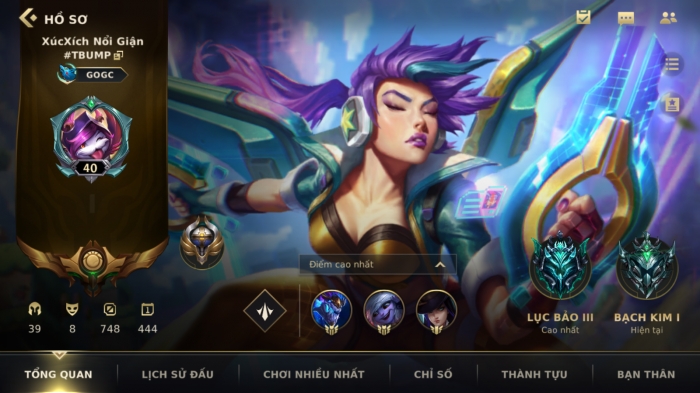 HỒ SƠ
XúcXích Nổi Giận
#TBUMP
GOGC
40
39
8
748
444
Điểm cao nhất
LỤC BẢO III
Cao nhất
BẠCH KIM I
Hiện tại
TỔNG QUAN
LỊCH SỬ ĐẤU
CHƠI NHIỀU NHẤT
CHỈ SỐ
THÀNH TỰU
BẠN THÂN